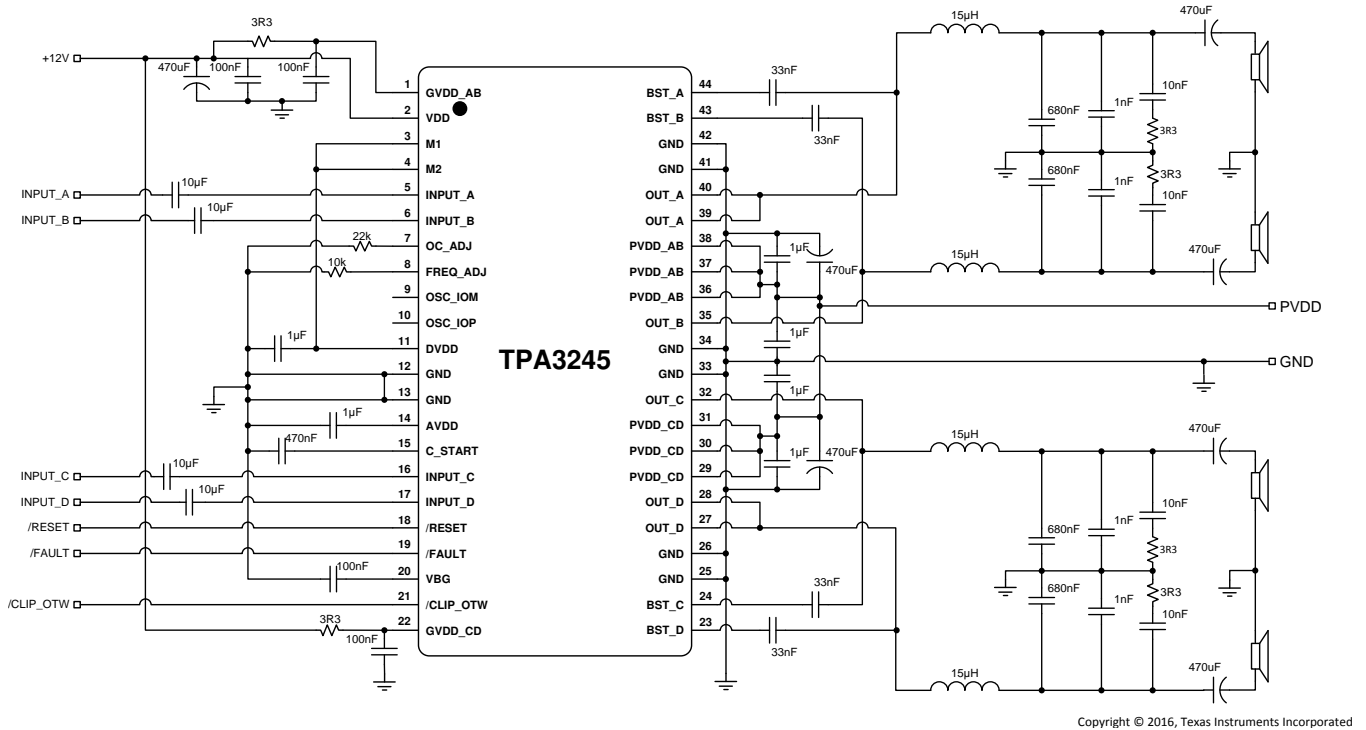 3R3
+12V
470uF
100nF
100nF
INPUT_A
10µF
INPUT_B
10µF
22k
10k
1µF
1µF
470nF
INPUT_C
10µF
INPUT_D
10µF
/RESET
/FAULT
100nF
/CLIP_OTW
3R3
100nF
1 GVDD_AB
2 VDD
3 M1
4 M2
5 INPUT_A
6 INPUT_B
7 OC_ADJ
8 FREQ_ADJ
9 OSC_IOM
10 OSC_IOP
11 DVDD
12 GND
13 GND
14 AVDD
15 C_START
16 INPUT_C
17 INPUT_D
18 /RESET
19 /FAULT
20 VBG
21 /CLIP_OTW
22 GVDD_CD
TPA3245
BST_A 44
BST_B 43
GND 42
GND 41
OUT_A 40
OUT_A 39
PVDD_AB 38
PVDD_AB 37
PVDD_AB 36
OUT_B 35
GND 34
GND 33
OUT_C 32
PVDD_CD 31
PVDD_CD 30
PVDD_CD 29
OUT_D 28
OUT_D 27
GND 26
GND 25
BST_C 24
BST_D 23
33nF
33nF
1µF
470uF
1µF
1µF
1µF
470uF
33nF
33nF
15µH
470uF
680nF
1nF
10nF
3R3
680nF
1nF
3R3
10nF
15µH
470uF
PVDD
GND
15µH
470uF
680nF
1nF
10nF
3R3
680nF
1nF
3R3
10nF
15µH
470uF
Copyright © 2016, Texas Instruments Incorporated